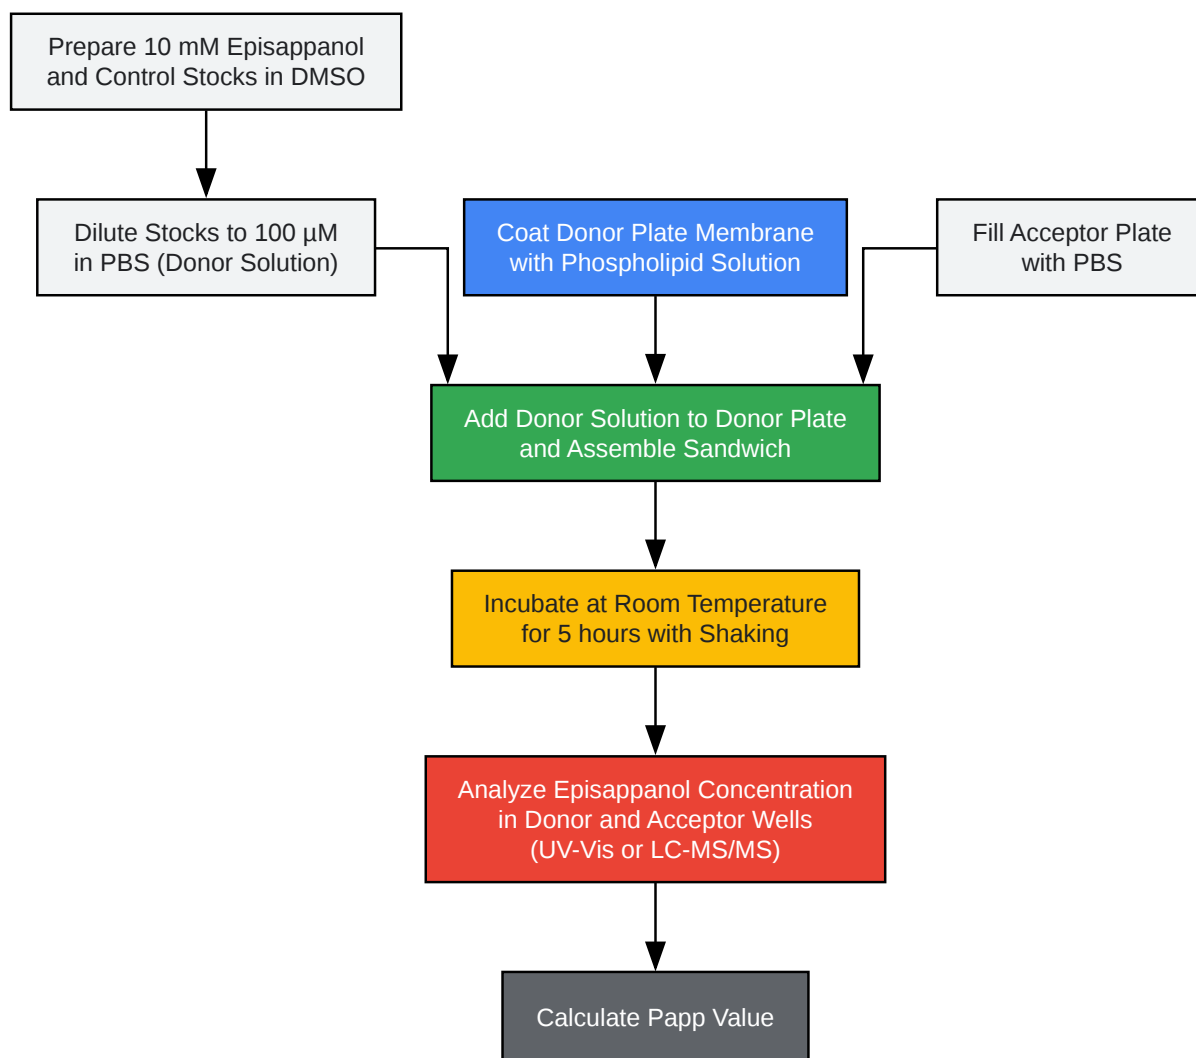 Prepare 10 mM Episappanol
and Control Stocks in DMSO
Dilute Stocks to 100 µM
in PBS (Donor Solution)
Coat Donor Plate Membrane
with Phospholipid Solution
Fill Acceptor Plate
with PBS
Add Donor Solution to Donor Plate
and Assemble Sandwich
Incubate at Room Temperature
for 5 hours with Shaking
Analyze Episappanol Concentration
in Donor and Acceptor Wells
(UV-Vis or LC-MS/MS)
Calculate Papp Value